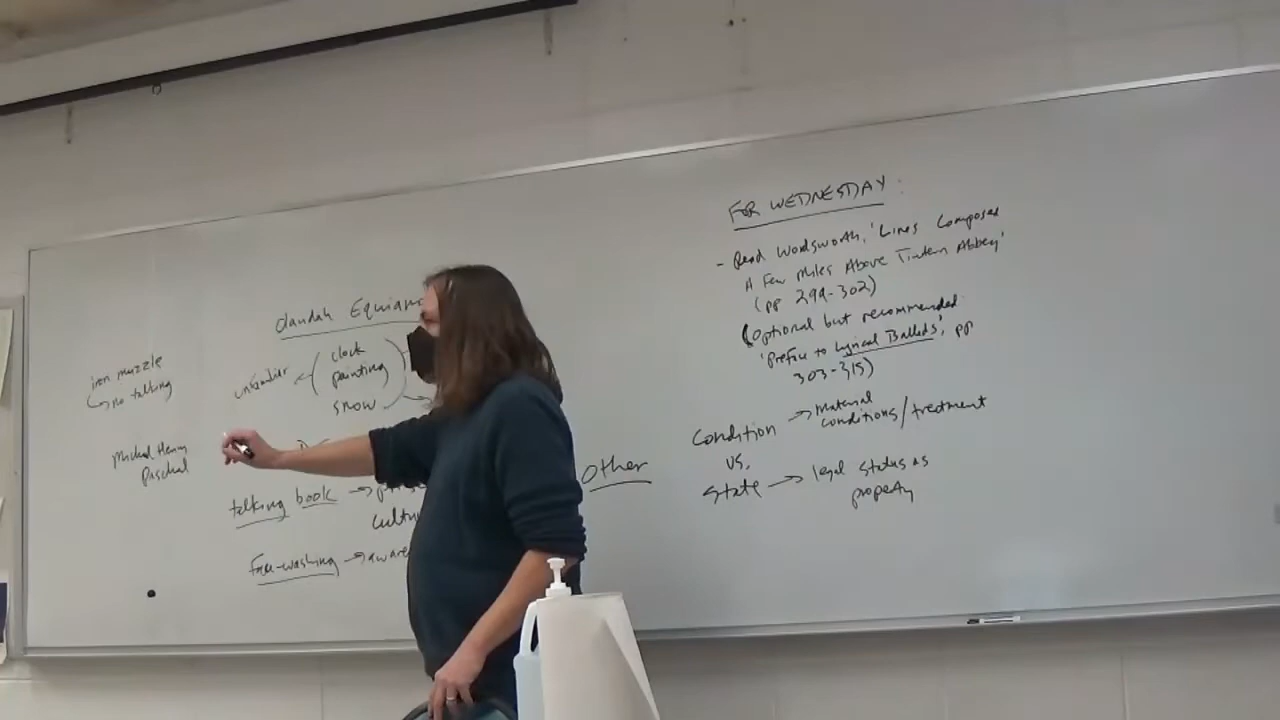 Olaudah Equiano
iron muzzle
no talking
unfamiliar
clock
painting
snow
Michael Henry
Pascal
talking book
Face-washing
Other
FOR WEDNESDAY:
- Read Wordsworth, 'Lines Composed
A Few Miles Above Tintern Abbey'
(pp 299-302)
(Optional but recommended
'Preface to Lyrical Ballads', pp
303-315)
Condition → Material
conditions/treatment
vs.
State → legal status as
property